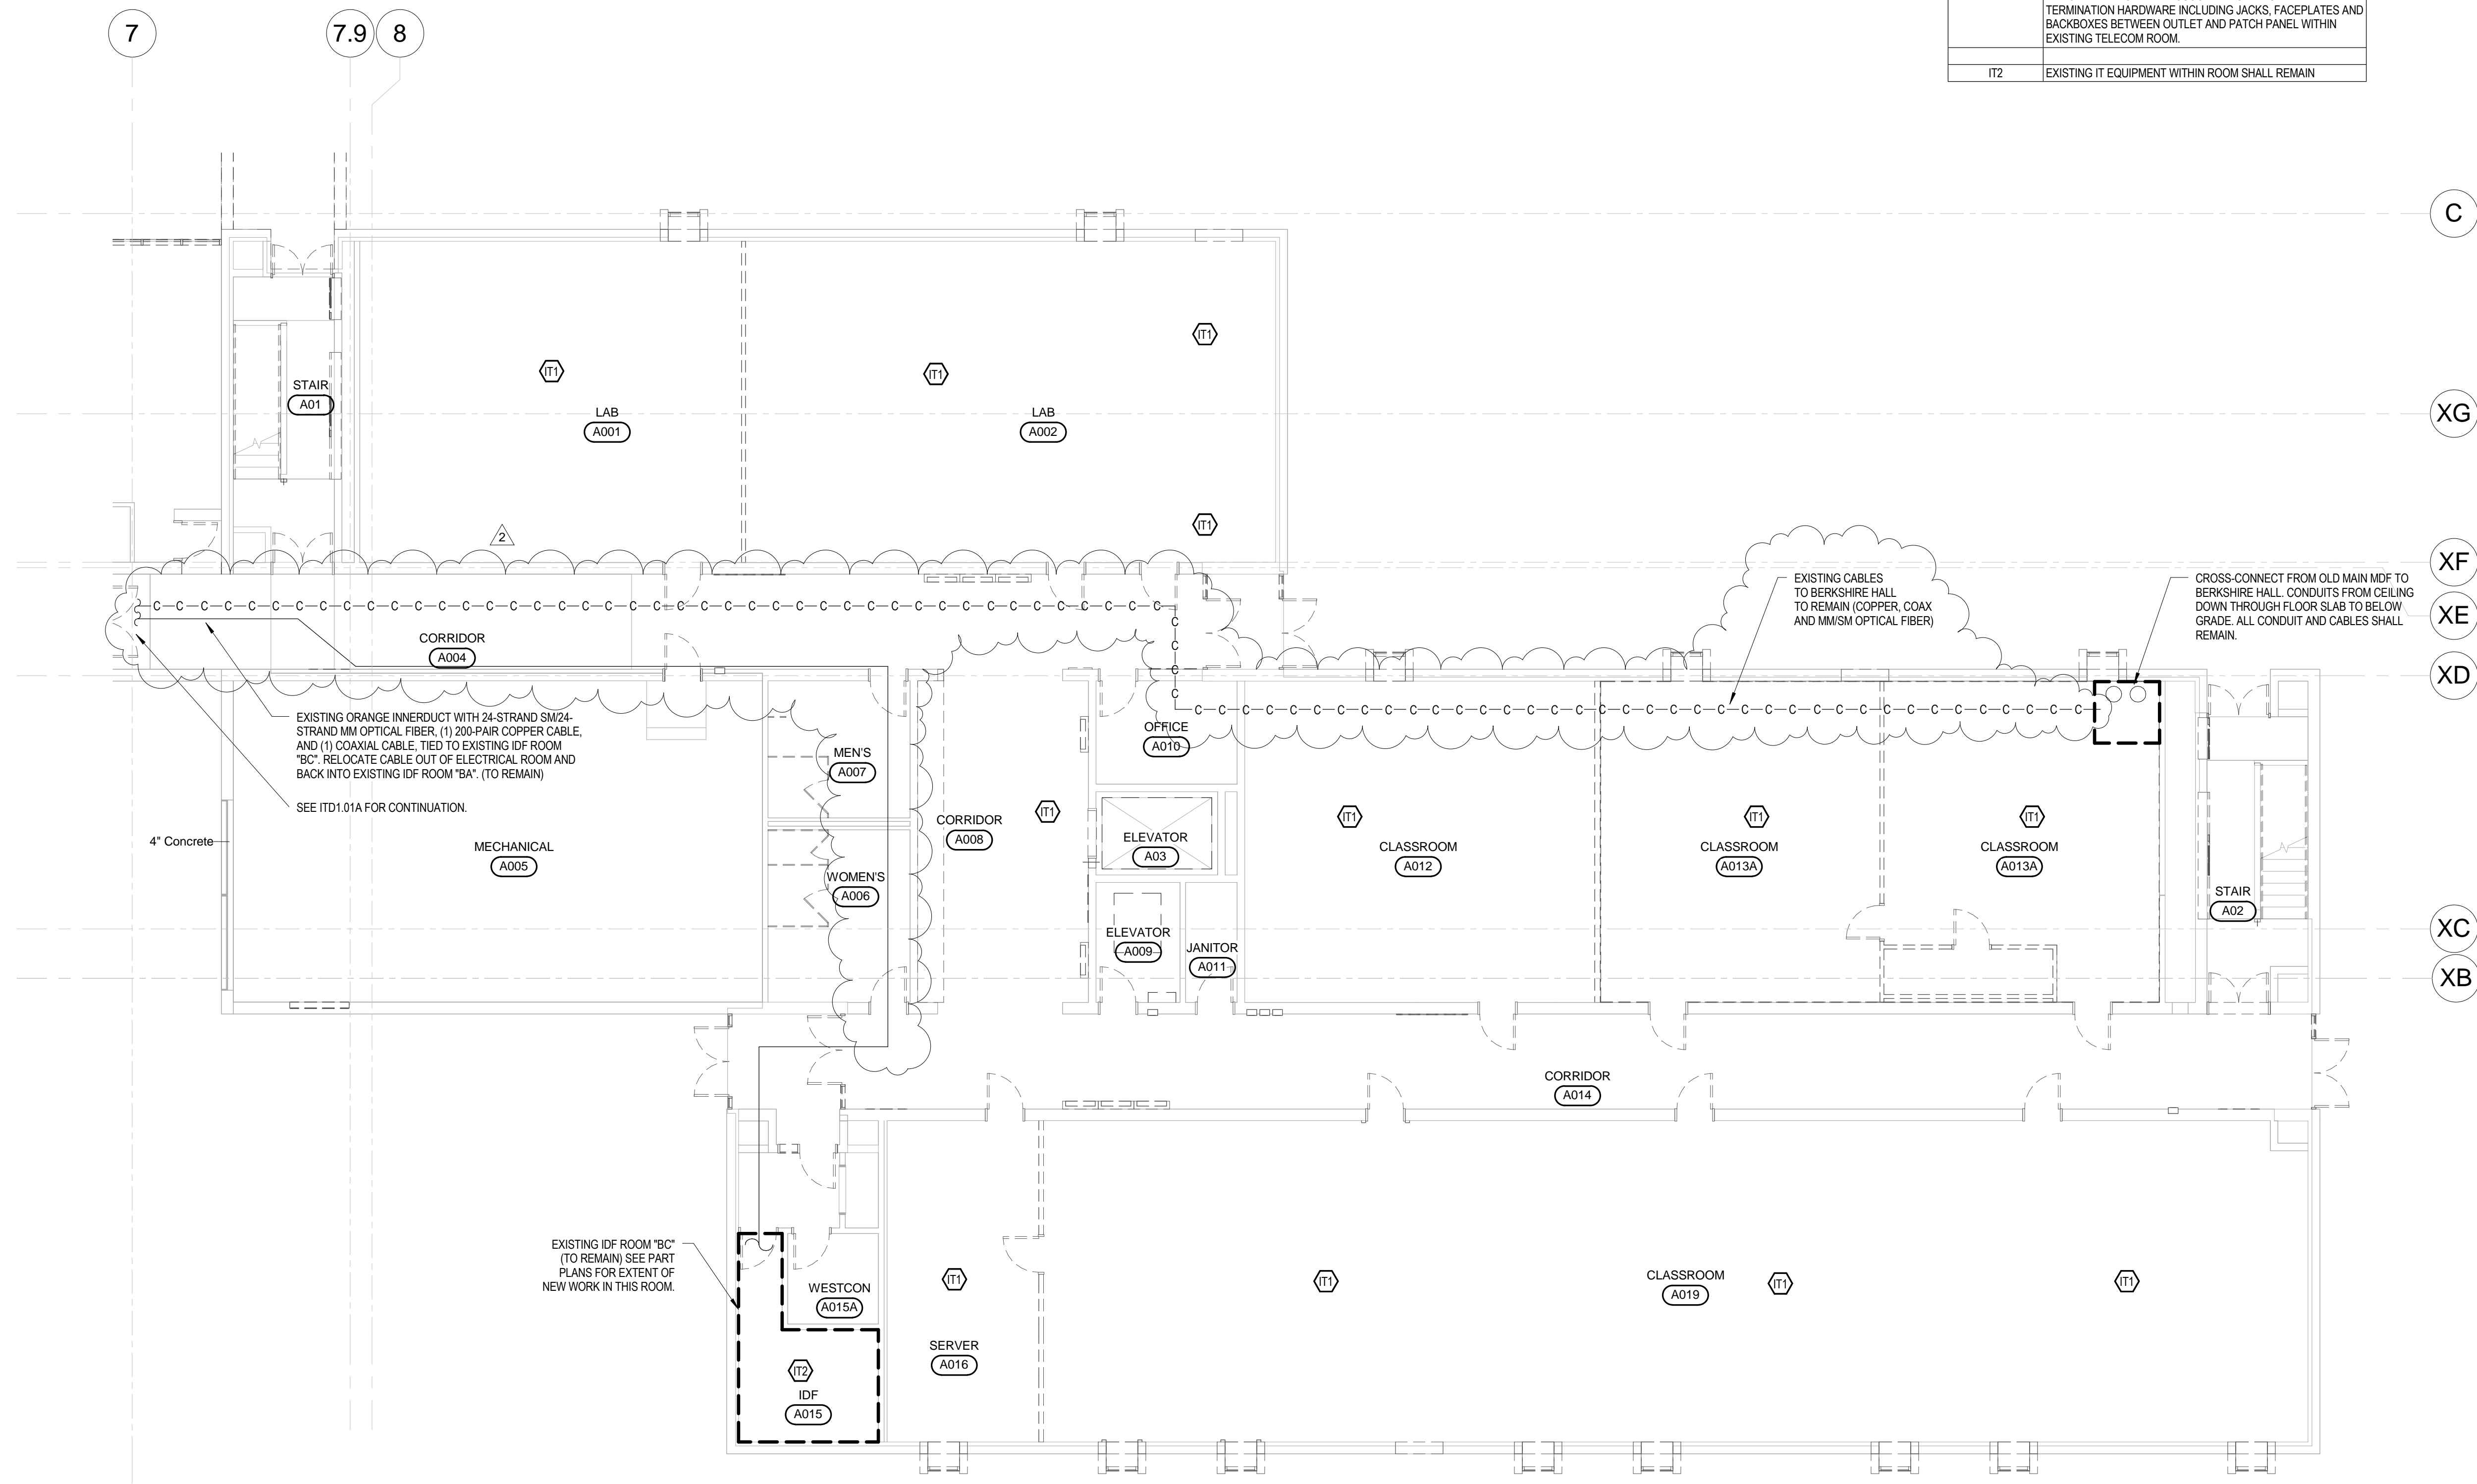 7
7.9
8
TERMINATION HARDWARE INCLUDING JACKS, FACEPLATES AND
BACKBOXES BETWEEN OUTLET AND PATCH PANEL WITHIN
EXISTING TELECOM ROOM.
IT2
EXISTING IT EQUIPMENT WITHIN ROOM SHALL REMAIN
C
XG
XF
XE
XD
XC
XB
STAIR
A01
IT1
LAB
A001
IT1
IT1
LAB
A002
IT1
2
C C C C C C C C C C C C C C C C C C C C C C C C C C C C C C C C C C C C C C C C C C C
C
C
C
C
C C C C C C C C C C C C C C C C C C C C C C C C C C C C C C C C C C C C C C
CORRIDOR
A004
EXISTING CABLES
TO BERKSHIRE HALL
TO REMAIN (COPPER, COAX
AND MM/SM OPTICAL FIBER)
CROSS-CONNECT FROM OLD MAIN MDF TO
BERKSHIRE HALL. CONDUITS FROM CEILING
DOWN THROUGH FLOOR SLAB TO BELOW
GRADE. ALL CONDUIT AND CABLES SHALL
REMAIN.
EXISTING ORANGE INNERDUCT WITH 24-STRAND SM/24-
STRAND MM OPTICAL FIBER, (1) 200-PAIR COPPER CABLE,
AND (1) COAXIAL CABLE, TIED TO EXISTING IDF ROOM
"BC". RELOCATE CABLE OUT OF ELECTRICAL ROOM AND
BACK INTO EXISTING IDF ROOM "BA". (TO REMAIN)
SEE ITD1.01A FOR CONTINUATION.
4" Concrete
MECHANICAL
A005
MEN'S
A007
WOMEN'S
A006
CORRIDOR
A008
IT1
OFFICE
A010
ELEVATOR
A03
ELEVATOR
A009
JANITOR
A011
IT1
CLASSROOM
A012
IT1
CLASSROOM
A013A
IT1
CLASSROOM
A013A
STAIR
A02
CORRIDOR
A014
EXISTING IDF ROOM "BC"
(TO REMAIN) SEE PART
PLANS FOR EXTENT OF
NEW WORK IN THIS ROOM.
WESTCON
A015A
IT2
IDF
A015
IT1
SERVER
A016
IT1
CLASSROOM
A019
IT1
IT1